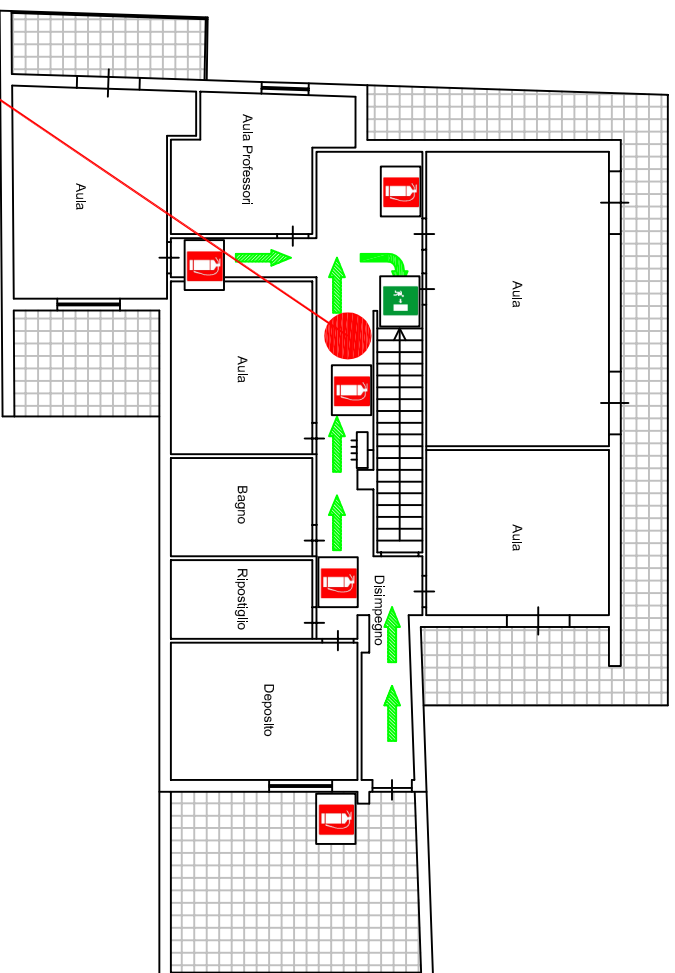 Aula Professori
Aula
Aula
Aula
Bagno
Aula
Ripostiglio
Disimpegno
Deposito